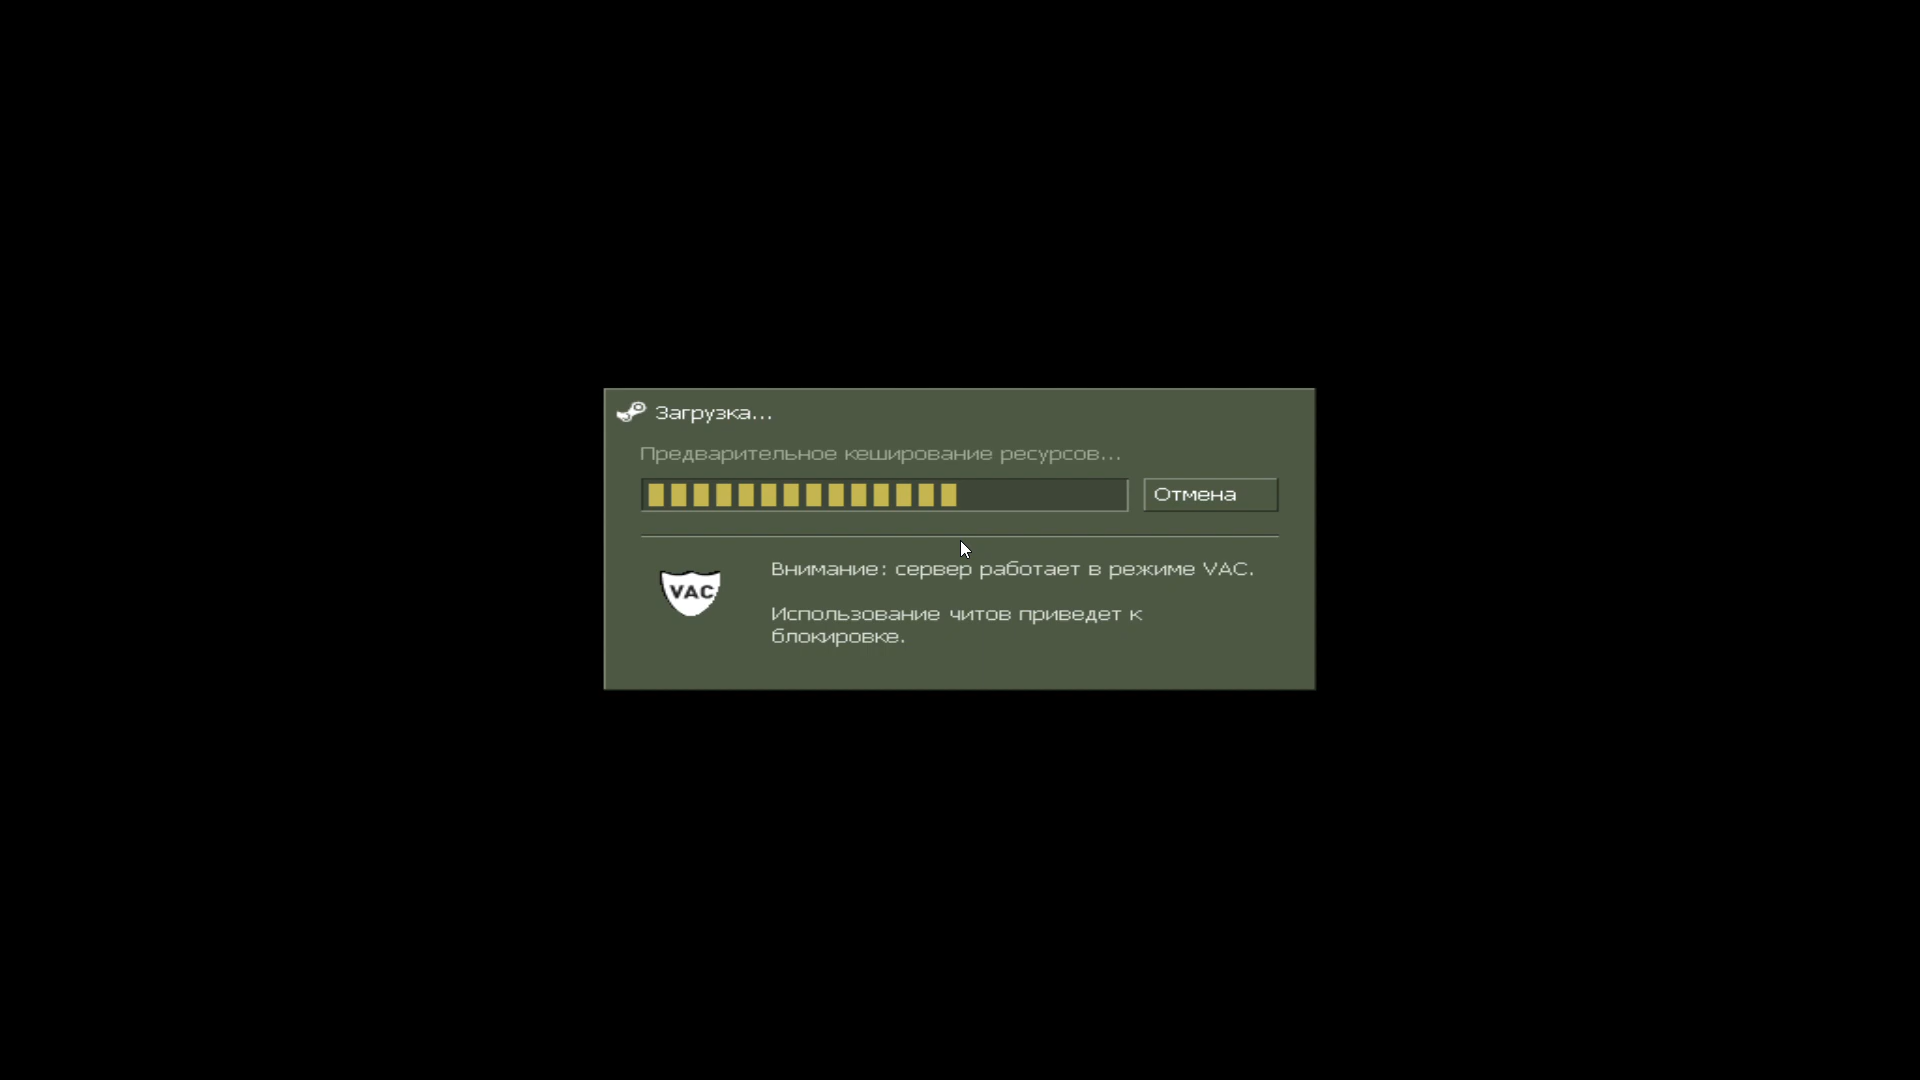 Загрузка...
Предварительное кеширование ресурсов...
Отмена
Внимание: сервер работает в режиме VAC.
VAC
Использование читов приведет к
блокировке.